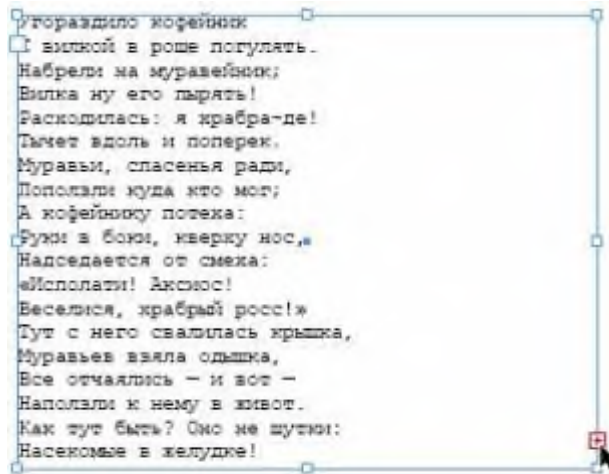 Угораздило кофейник
С вилкой в роще погулять.
Набрели на муравейник;
Вилка ну его пырять!
Расходилась: я храбра-де!
Тычет вдоль и поперек.
Муравьи, спасенья ради,
Поползли куда кто мог;
А кофейнику потеха:
Руки в боки, кверху нос,
Надседается от смеха:
«Исполати! Аксиос!
Веселися, храбрый росс!»
Тут с него свалилась крышка,
Муравьев взяла одышка,
Все отчаялись — и вот —
Наползли к нему в живот.
Как тут быть? Оно не шутки:
Насекомые в желудке!